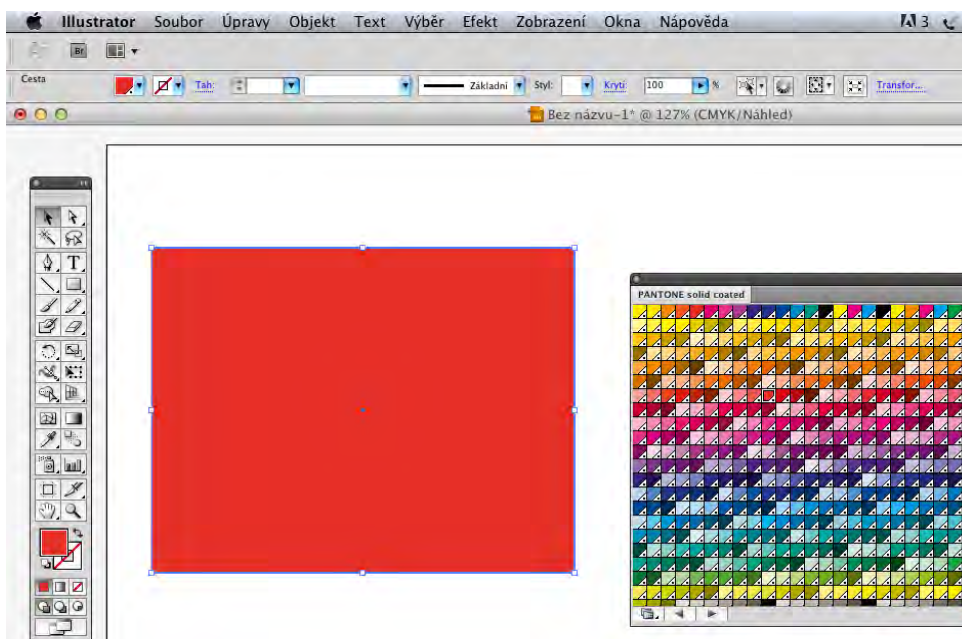 Illustrator Soubor Úpravy Objekt Text Výběr Efekt Zobrazení Okna Nápověda 3
Br
Cesta Tah: Základní Styl: Krytí: 100 % Transfor...
Bez názvu-1* @ 127% (CMYK/Náhled)
T
PANTONE solid coated